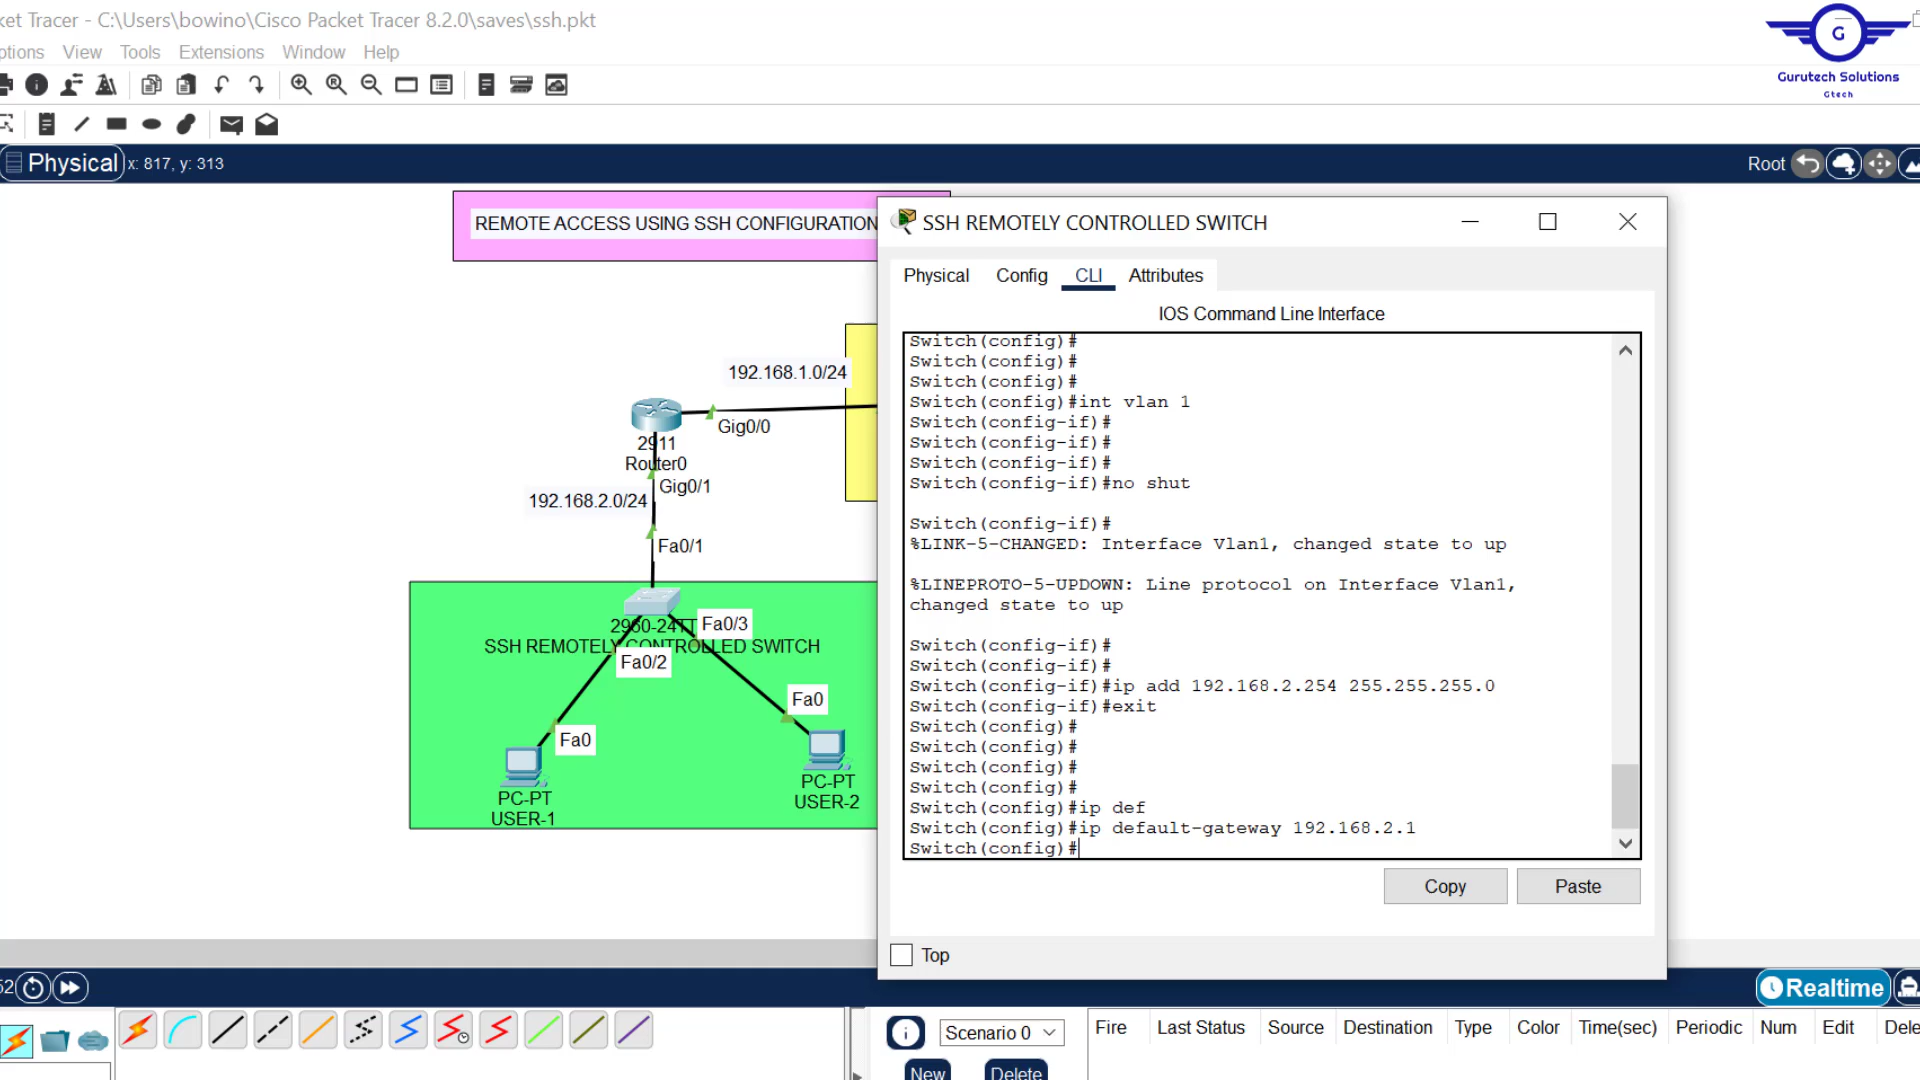 ket Tracer - C:\Users\bowino\Cisco Packet Tracer 8.2.0\saves\ssh.pkt
ptions View Tools Extensions Window Help
G
Gurutech Solutions
Gtech
Physical x: 817, y: 313
Root
REMOTE ACCESS USING SSH CONFIGURATION
192.168.1.0/24
Gig0/0
2911
Router0
Gig0/1
192.168.2.0/24
Fa0/1
2960-24TT
Fa0/3
SSH REMOTELY CONTROLLED SWITCH
Fa0/2
Fa0
Fa0
PC-PT
USER-1
PC-PT
USER-2
SSH REMOTELY CONTROLLED SWITCH
Physical Config CLI Attributes
IOS Command Line Interface
Switch(config)#
Switch(config)#
Switch(config)#
Switch(config)#int vlan 1
Switch(config-if)#
Switch(config-if)#
Switch(config-if)#
Switch(config-if)#no shut
Switch(config-if)#
%LINK-5-CHANGED: Interface Vlan1, changed state to up
%LINEPROTO-5-UPDOWN: Line protocol on Interface Vlan1,
changed state to up
Switch(config-if)#
Switch(config-if)#
Switch(config-if)#ip add 192.168.2.254 255.255.255.0
Switch(config-if)#exit
Switch(config)#
Switch(config)#
Switch(config)#
Switch(config)#
Switch(config)#ip def
Switch(config)#ip default-gateway 192.168.2.1
Switch(config)#
Copy Paste
Top
52
Realtime
Scenario 0
New Delete
Fire Last Status Source Destination Type Color Time(sec) Periodic Num Edit Dele